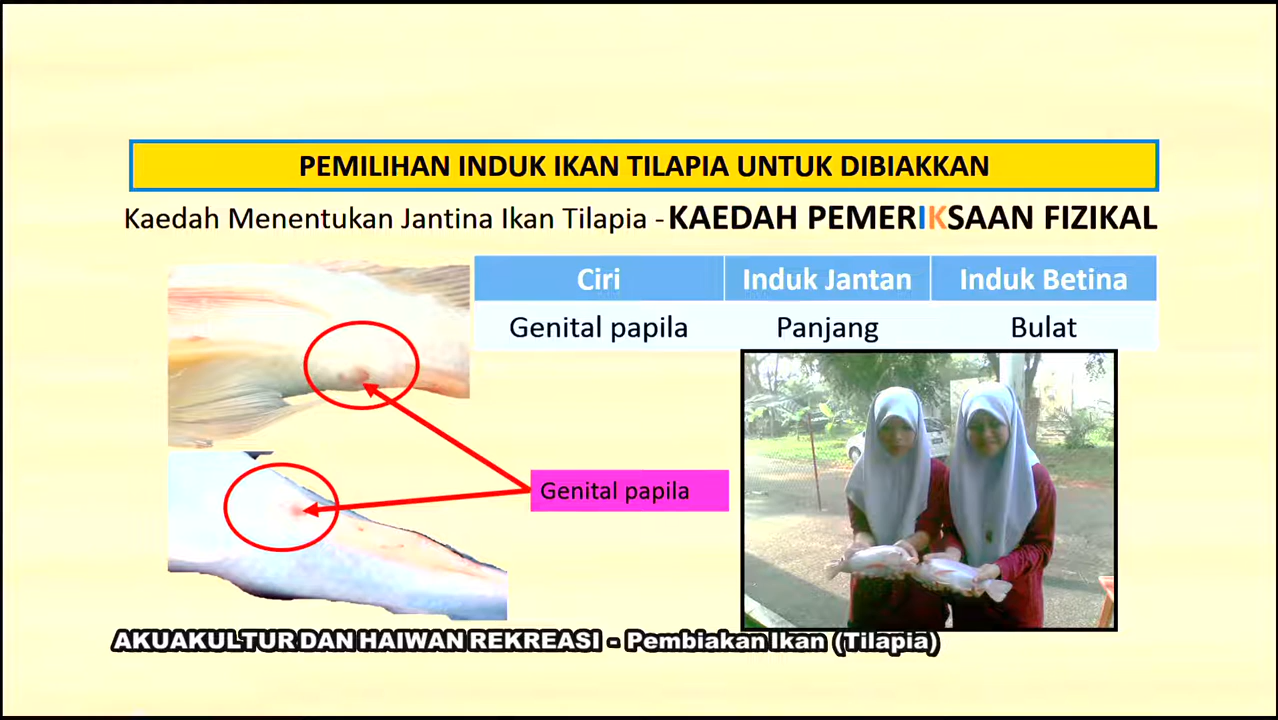 PEMILIHAN INDUK IKAN TILAPIA UNTUK DIBIAKKAN
Kaedah Menentukan Jantina Ikan Tilapia - KAEDAH PEMERIKSAAN FIZIKAL
Ciri Induk Jantan Induk Betina
Genital papila Panjang Bulat
Genital papila
AKUAKULTUR DAN HAIWAN REKREASI - Pembiakan Ikan (Tilapia)